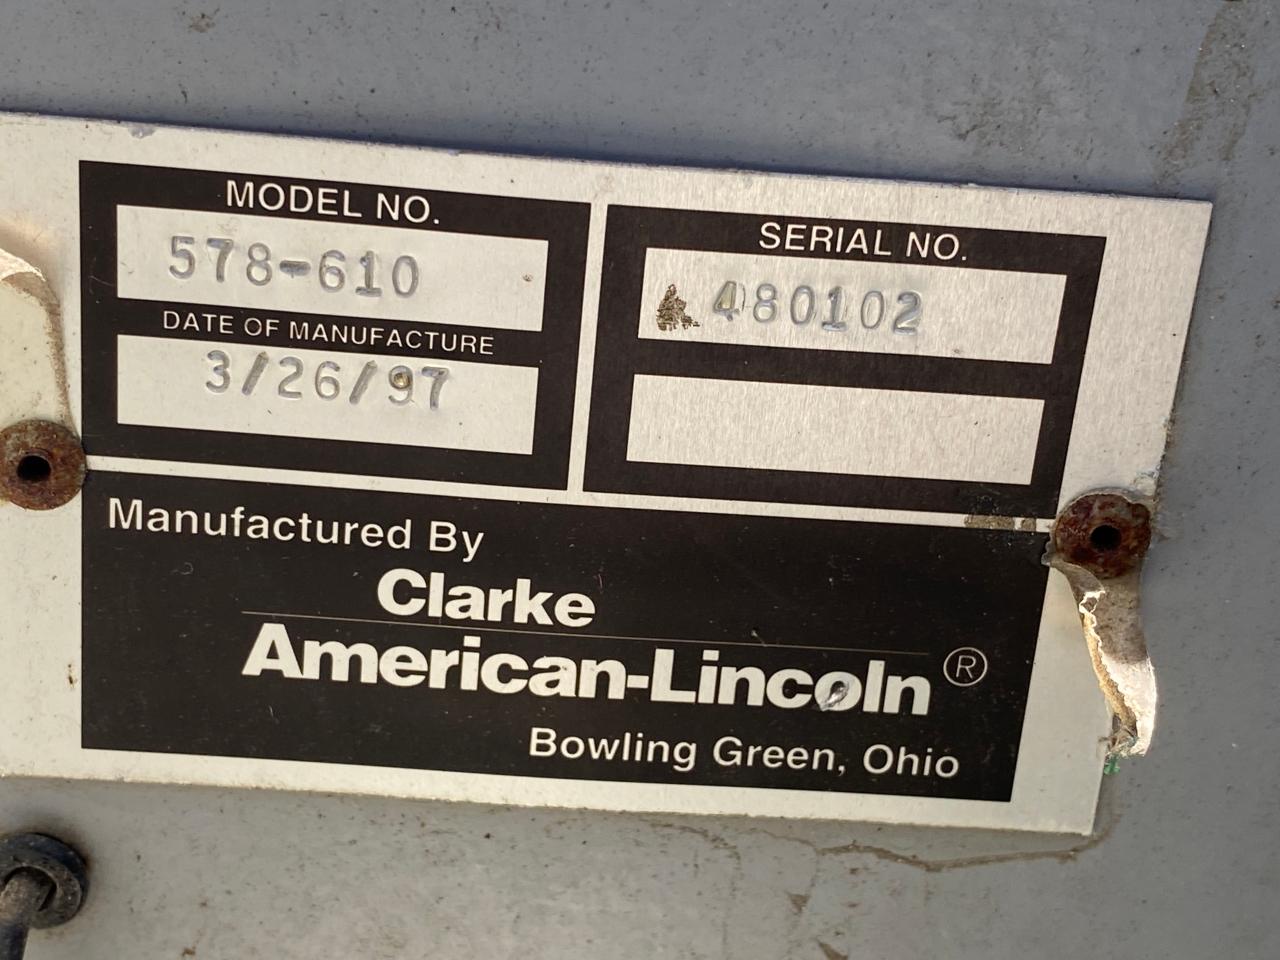 MODEL NO.
578-610
DATE OF MANUFACTURE
3/26/97
SERIAL NO.
480102
Manufactured By
Clarke
American-Lincoln®
Bowling Green, Ohio